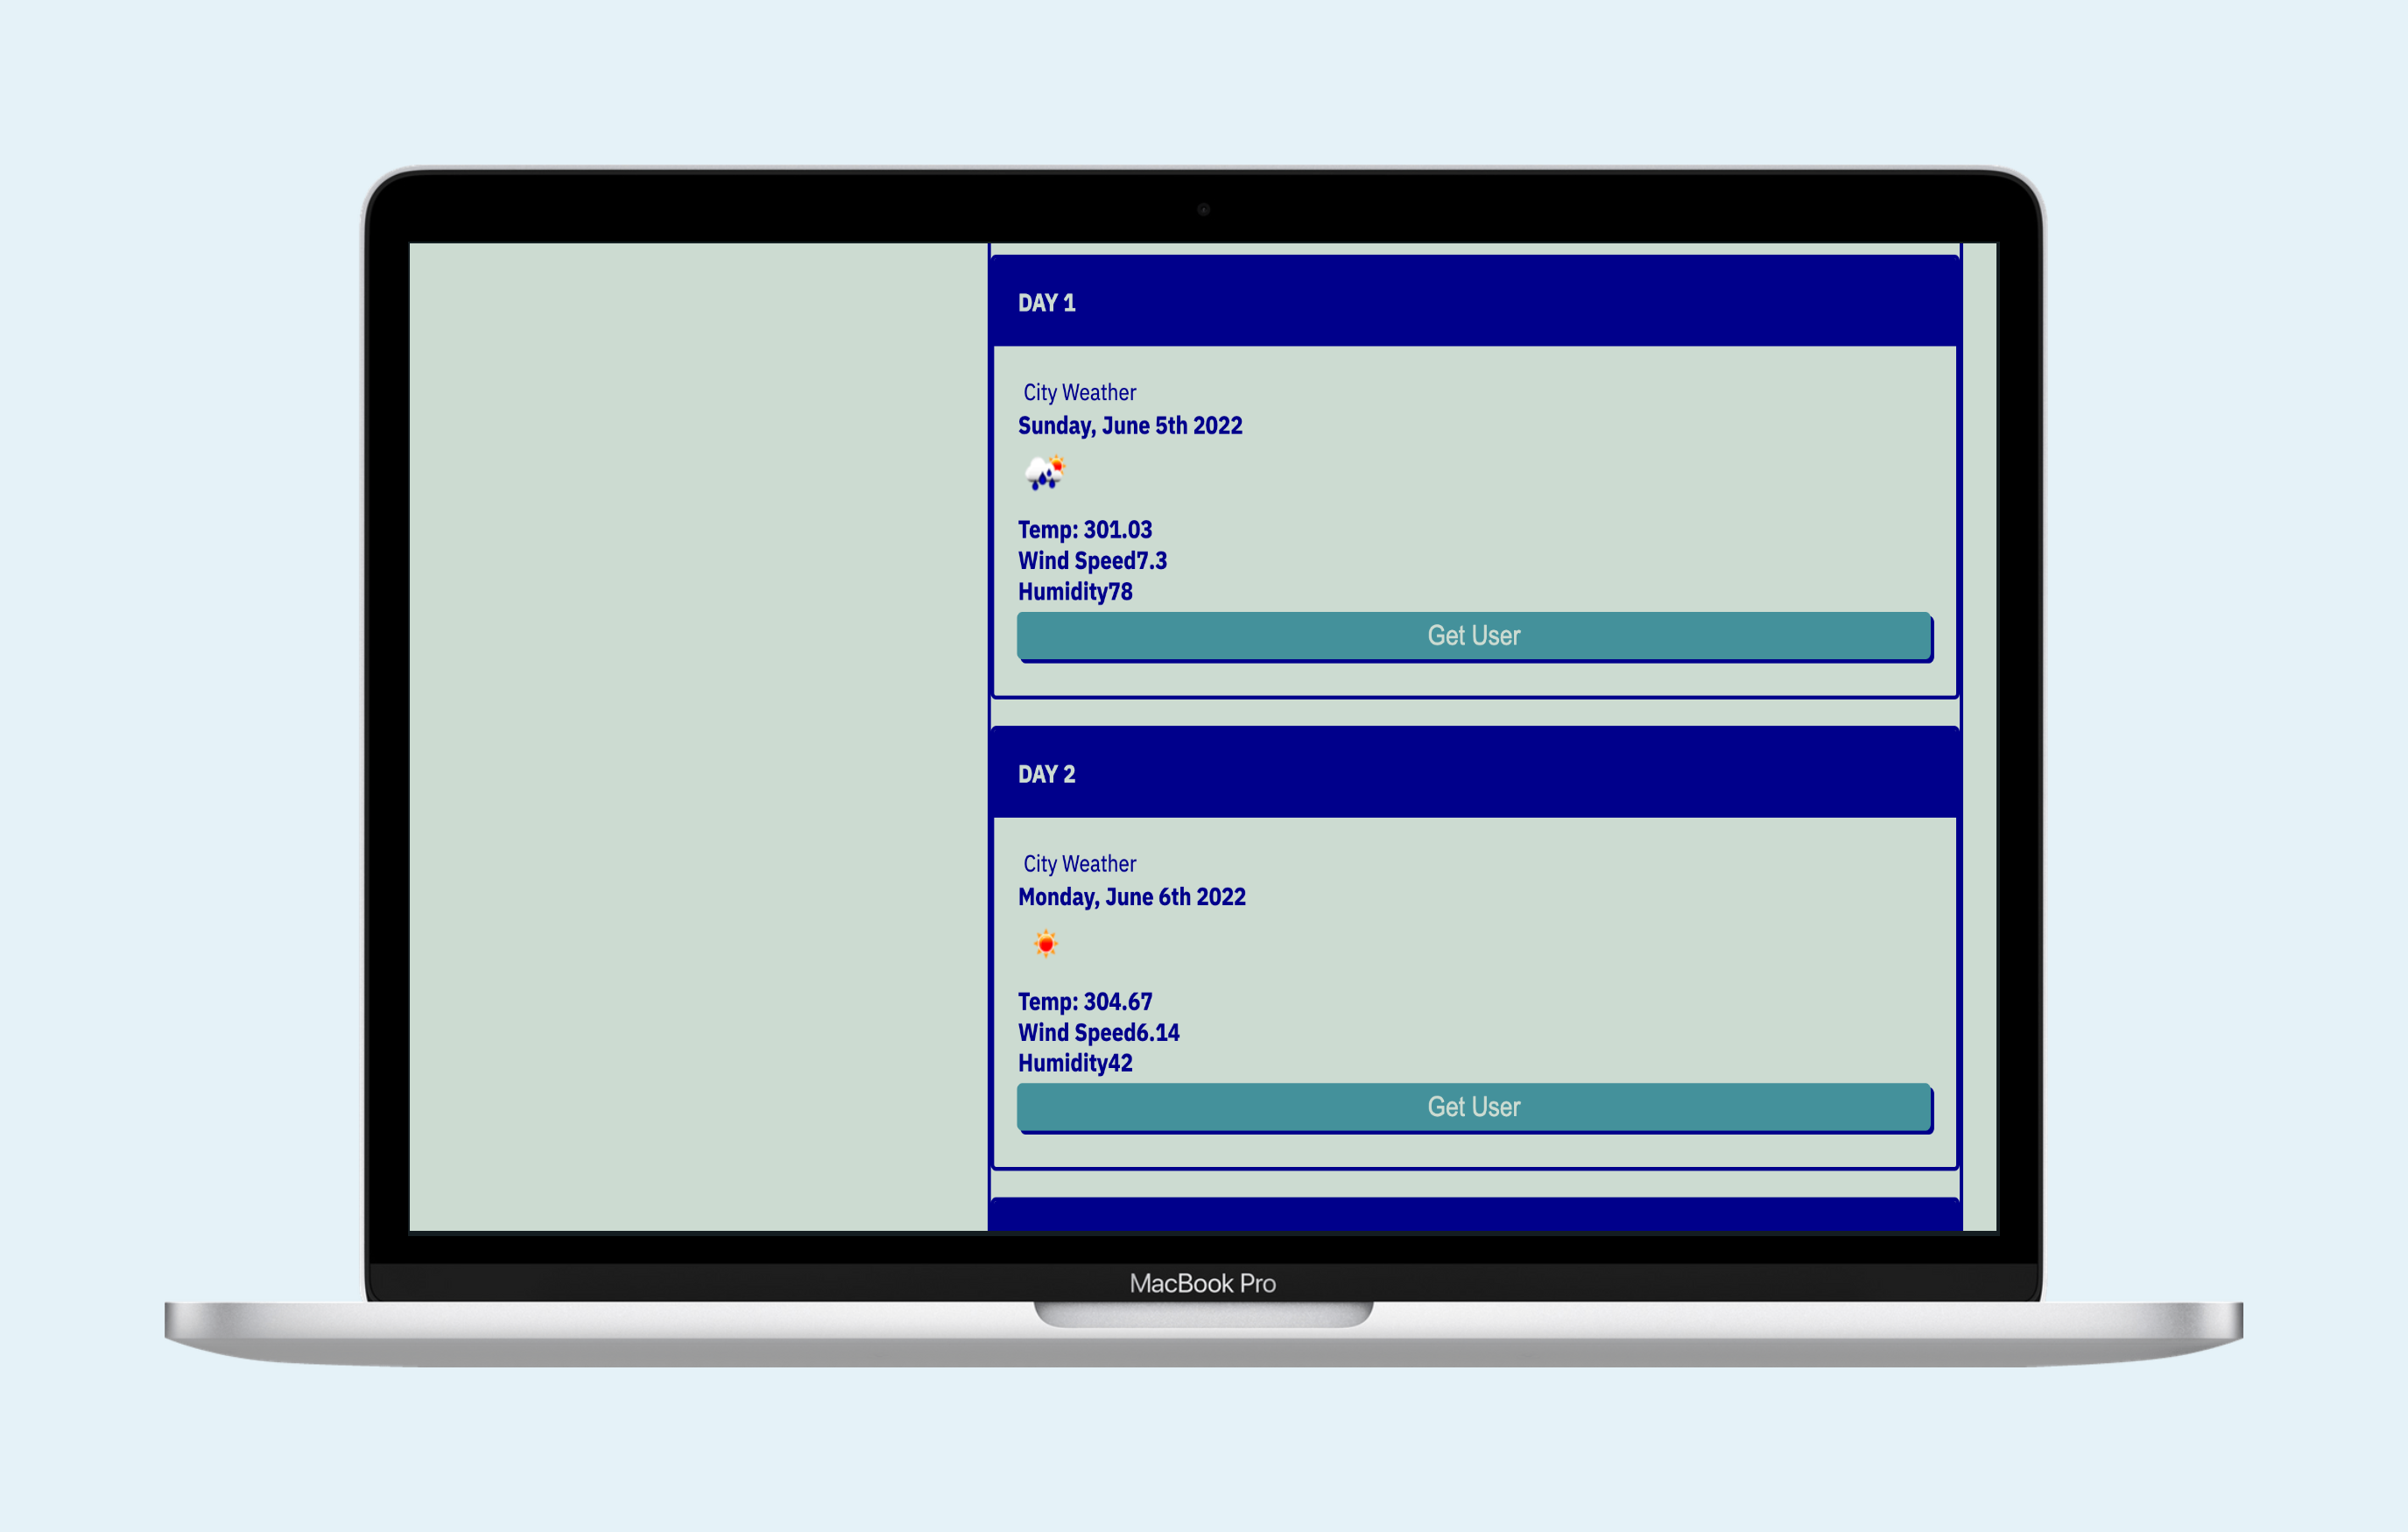 DAY 1
City Weather
Sunday, June 5th 2022
Temp: 301.03
Wind Speed7.3
Humidity78
Get User
DAY 2
City Weather
Monday, June 6th 2022
Temp: 304.67
Wind Speed6.14
Humidity42
Get User
MacBook Pro